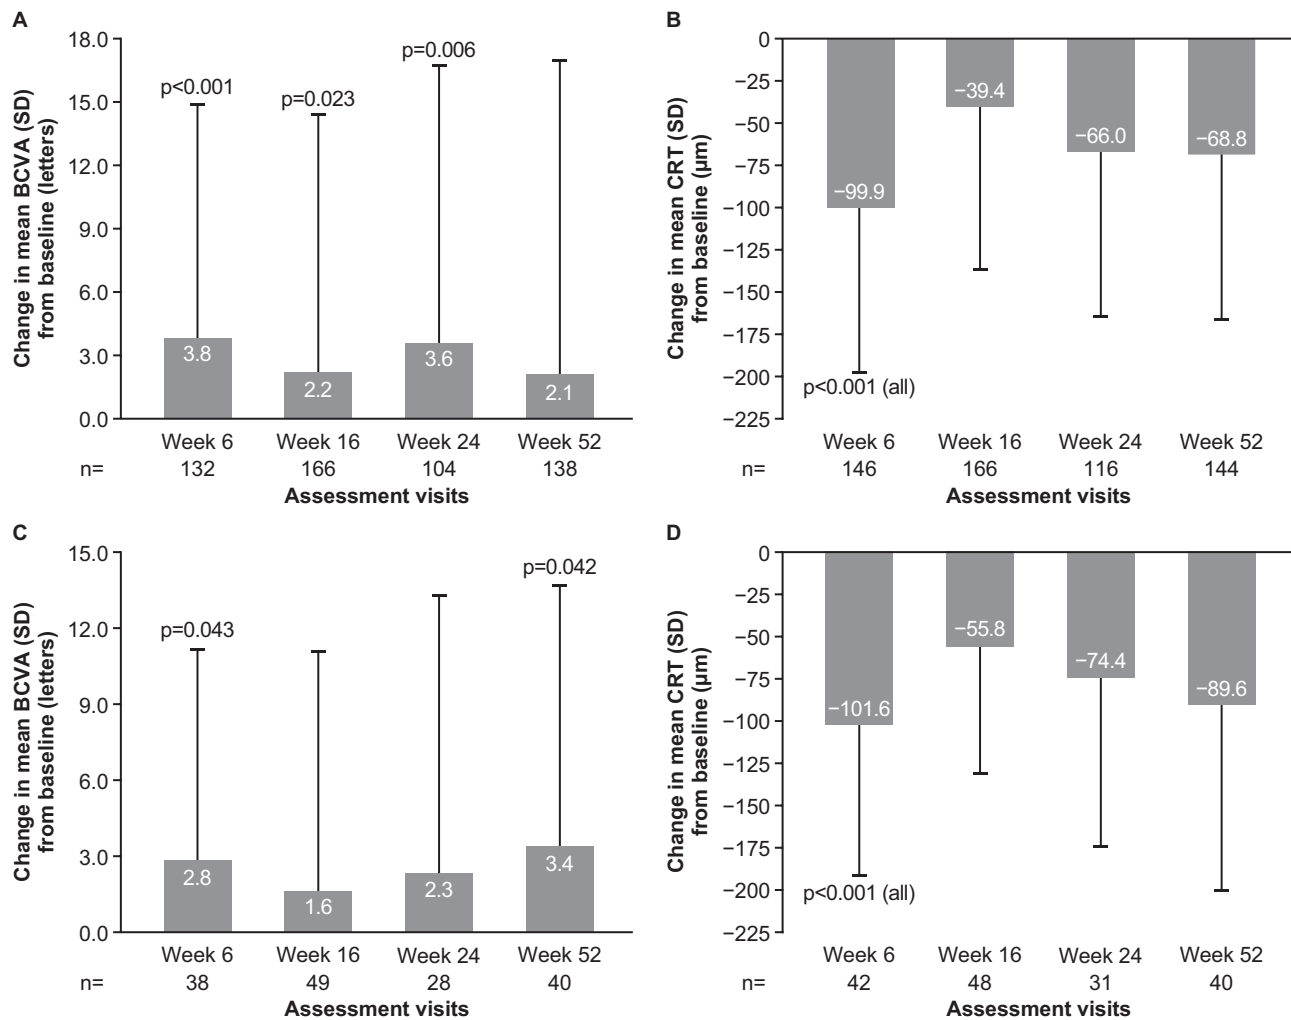 A
Change in mean BCVA (SD)
from baseline (letters)
18.0
15.0
12.0
9.0
6.0
3.0
0.0
p<0.001
p=0.023
p=0.006
3.8
2.2
3.6
2.1
Week 6 Week 16 Week 24 Week 52
n= 132 166 104 138
Assessment visits
B
Change in mean CRT (SD)
from baseline (µm)
0
−25
−50
−75
−100
−125
−150
−175
−200
−225
−99.9
−39.4
−66.0
−68.8
p<0.001 (all)
Week 6 Week 16 Week 24 Week 52
n= 146 166 116 144
Assessment visits
C
Change in mean BCVA (SD)
from baseline (letters)
15.0
12.0
9.0
6.0
3.0
0.0
p=0.043
p=0.042
2.8
1.6
2.3
3.4
Week 6 Week 16 Week 24 Week 52
n= 38 49 28 40
Assessment visits
D
Change in mean CRT (SD)
from baseline (µm)
0
−25
−50
−75
−100
−125
−150
−175
−200
−225
−101.6
−55.8
−74.4
−89.6
p<0.001 (all)
Week 6 Week 16 Week 24 Week 52
n= 42 48 31 40
Assessment visits